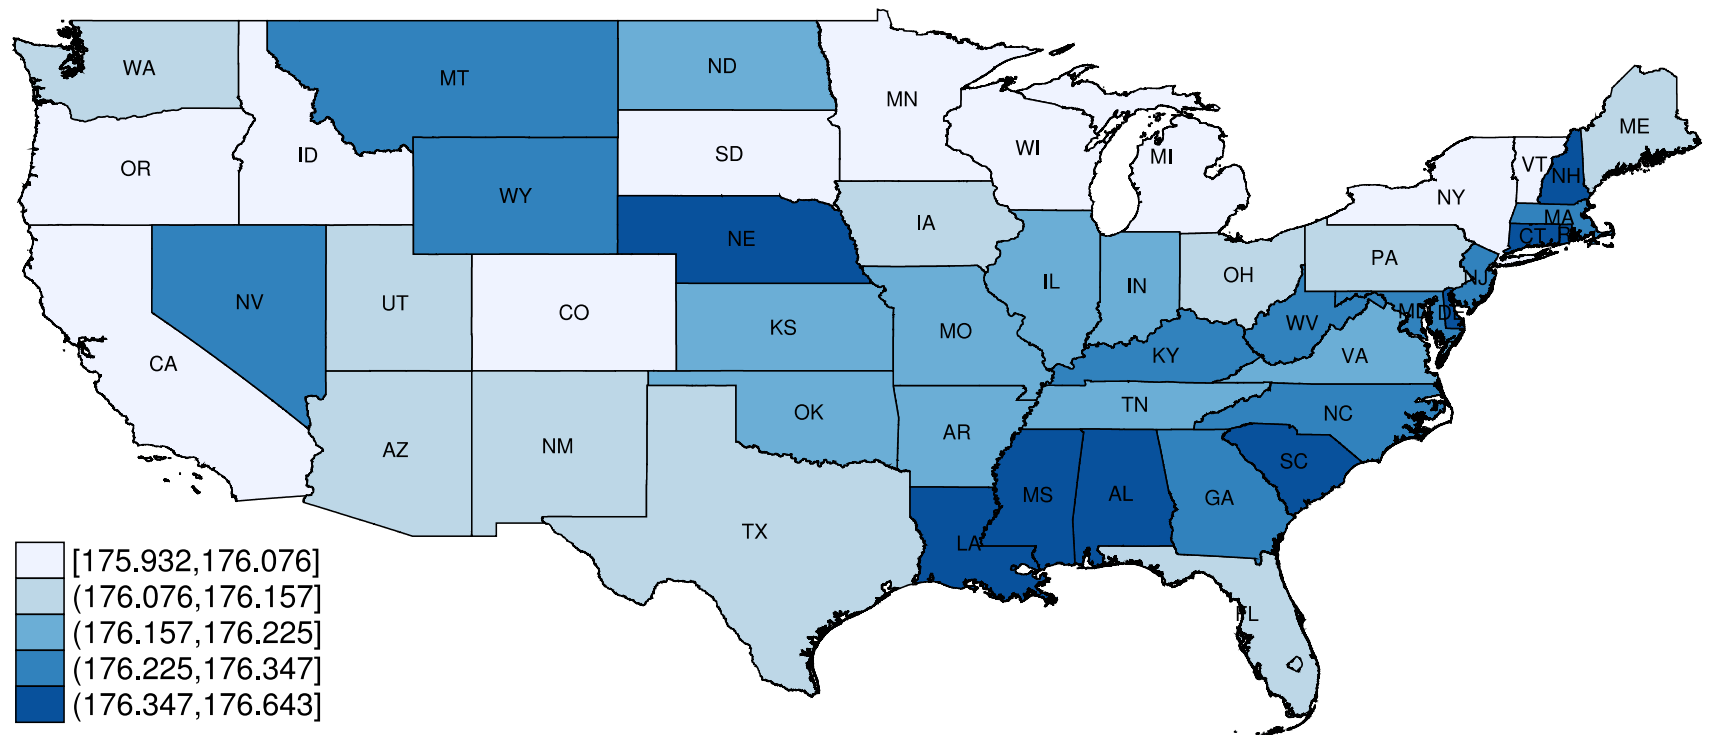 WA
MT
ND
MN
ME
OR
ID
SD
WI
MI
VT
NH
WY
NY
IA
NE
MA
CT
PA
NV
UT
CO
IL
IN
OH
NJ
KS
MO
WV
MD
DE
CA
KY
VA
OK
AR
TN
NC
AZ
NM
SC
TX
LA
MS
AL
GA
FL
[175.932,176.076]
(176.076,176.157]
(176.157,176.225]
(176.225,176.347]
(176.347,176.643]